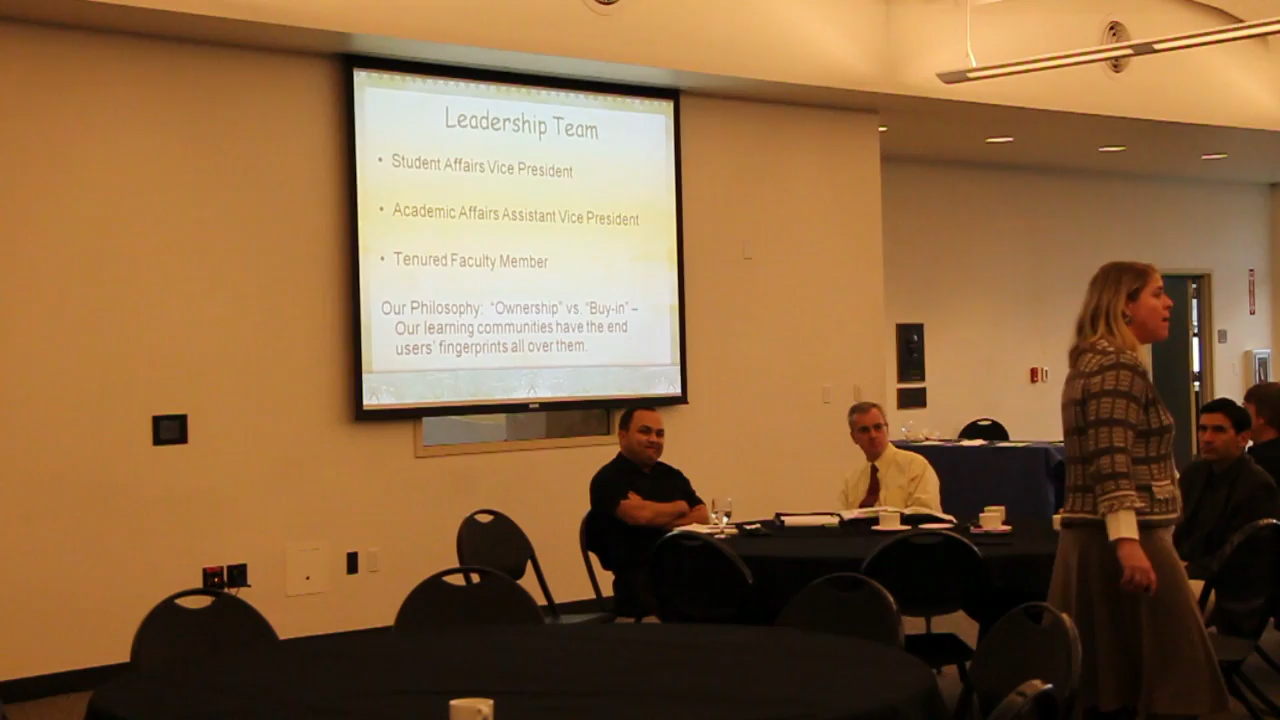 Leadership Team
• Student Affairs Vice President
• Academic Affairs Assistant Vice President
• Tenured Faculty Member
Our Philosophy: "Ownership" vs. "Buy-in" –
Our learning communities have the end
users' fingerprints all over them.